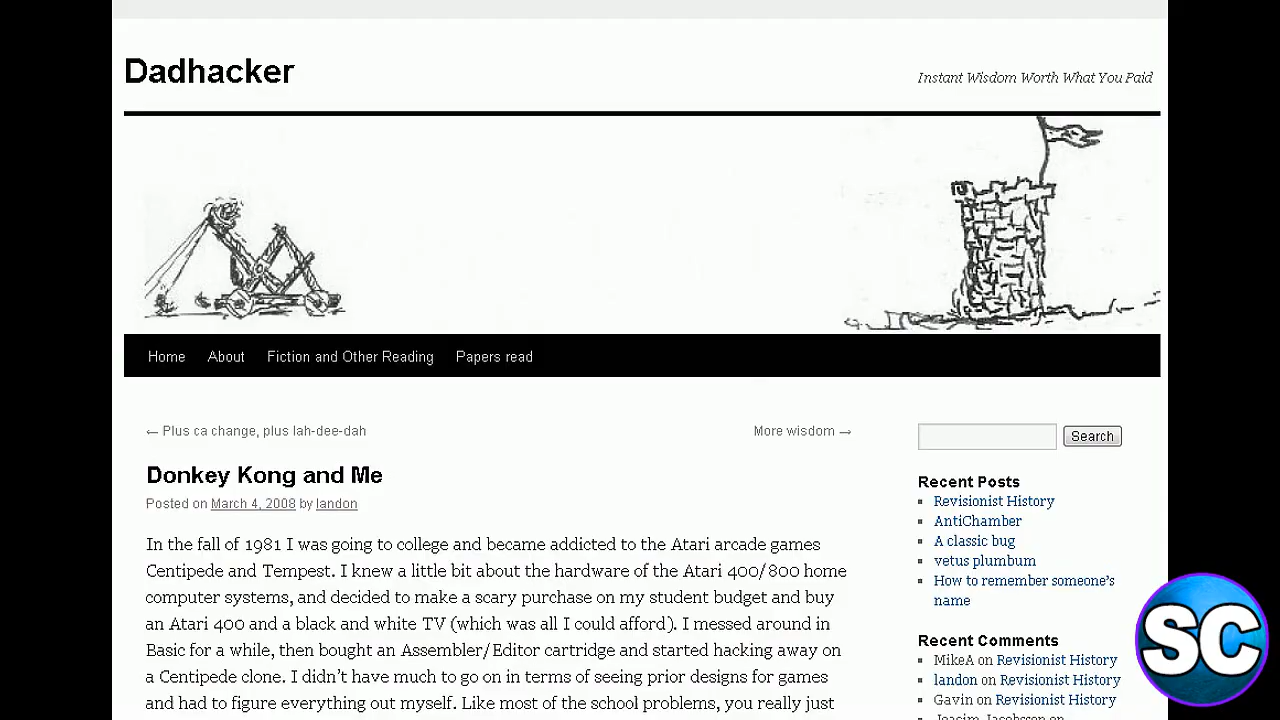 Dadhacker
Instant Wisdom Worth What You Paid
Home About Fiction and Other Reading Papers read
← Plus ca change, plus lah-dee-dah
More wisdom →
Donkey Kong and Me
Posted on March 4, 2008 by landon
In the fall of 1981 I was going to college and became addicted to the Atari arcade games
Centipede and Tempest. I knew a little bit about the hardware of the Atari 400/800 home
computer systems, and decided to make a scary purchase on my student budget and buy
an Atari 400 and a black and white TV (which was all I could afford). I messed around in
Basic for a while, then bought an Assembler/Editor cartridge and started hacking away on
a Centipede clone. I didn't have much to go on in terms of seeing prior designs for games
and had to figure everything out myself. Like most of the school problems, you really just
Search
Recent Posts
Revisionist History
AntiChamber
A classic bug
vetus plumbum
How to remember someone's
name
Recent Comments
MikeA on Revisionist History
landon on Revisionist History
Gavin on Revisionist History
SC